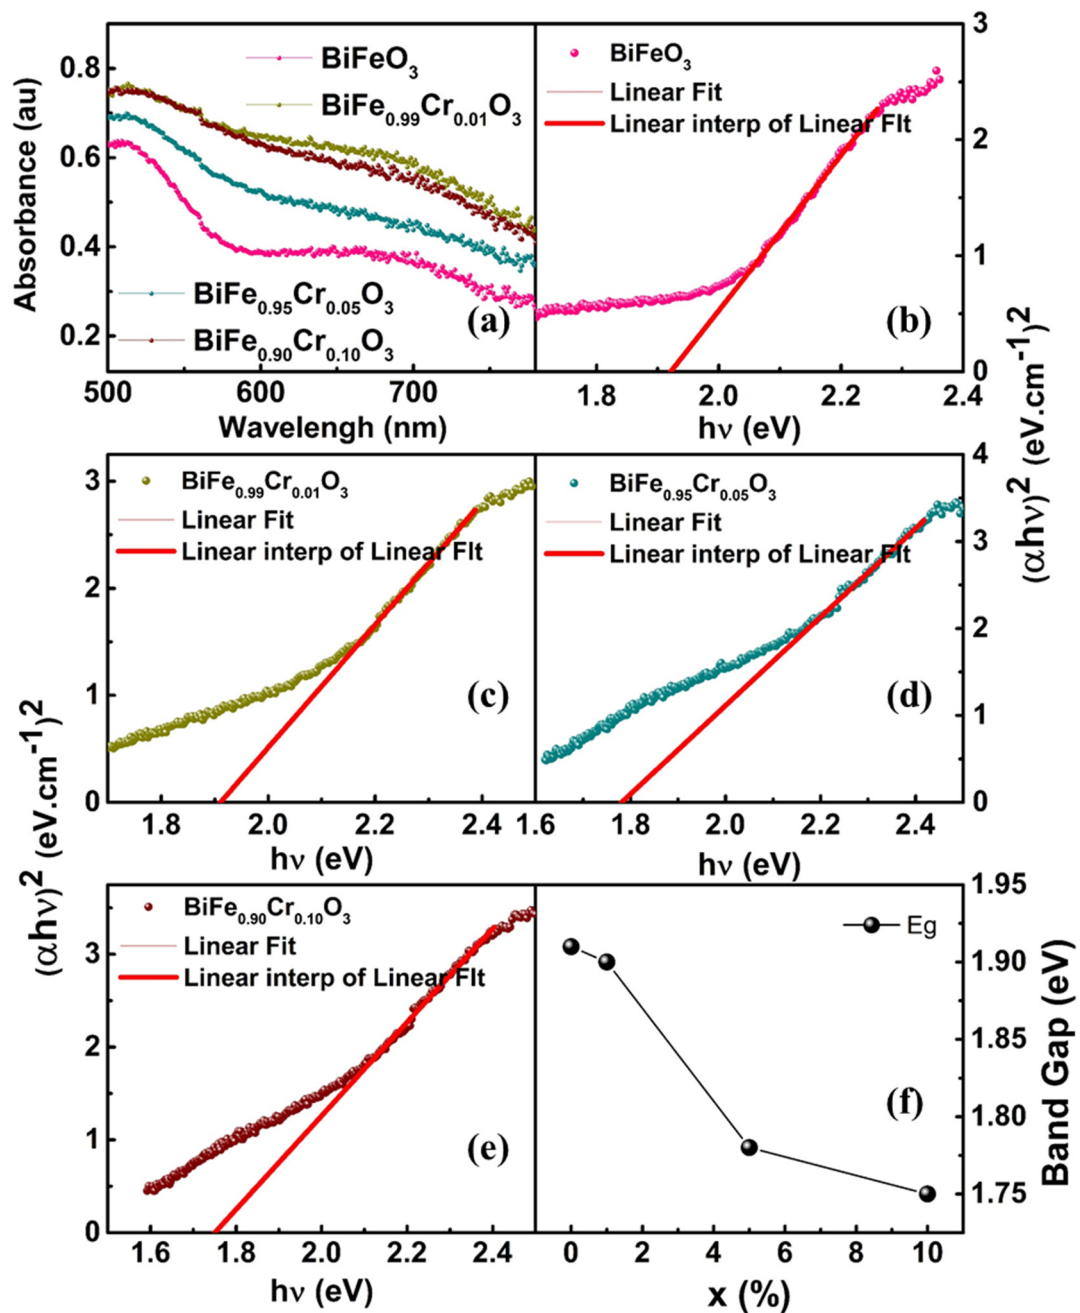 BiFeO3
BiFe0.99Cr0.01O3
BiFe0.95Cr0.05O3
BiFe0.90Cr0.10O3
(a)
0.8
0.6
0.4
0.2
Absorbance (au)
500 600 700
Wavelengh (nm)
BiFeO3
Linear Fit
Linear interp of Linear FIt
(b)
3
2
1
0
1.8 2.0 2.2 2.4
hν (eV)
(αhν)2 (eV.cm-1)2
BiFe0.99Cr0.01O3
Linear Fit
Linear interp of Linear FIt
(c)
3
2
1
0
1.8 2.0 2.2 2.4
hν (eV)
(αhν)2 (eV.cm-1)2
BiFe0.95Cr0.05O3
Linear Fit
Linear interp of Linear FIt
(d)
4
3
2
1
0
1.6 1.8 2.0 2.2 2.4
hν (eV)
BiFe0.90Cr0.10O3
Linear Fit
Linear interp of Linear FIt
(e)
3
2
1
0
1.6 1.8 2.0 2.2 2.4
hν (eV)
Eg
(f)
1.95
1.90
1.85
1.80
1.75
Band Gap (eV)
0 2 4 6 8 10
x (%)